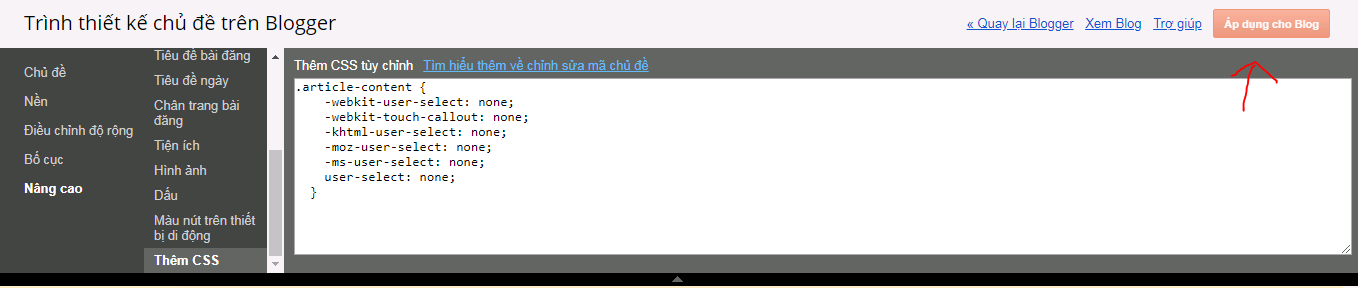 Trình thiết kế chủ đề trên Blogger
« Quay lại Blogger
Xem Blog
Trợ giúp
Áp dụng cho Blog
Chủ đề
Nền
Điều chỉnh độ rộng
Bố cục
Nâng cao
Tiêu đề bài đăng
Tiêu đề ngày
Chân trang bài
đăng
Tiện ích
Hình ảnh
Dấu
Màu nút trên thiết
bị di động
Thêm CSS
Thêm CSS tùy chỉnh Tìm hiểu thêm về chỉnh sửa mã chủ đề
.article-content {
-webkit-user-select: none;
-webkit-touch-callout: none;
-khtml-user-select: none;
-moz-user-select: none;
-ms-user-select: none;
user-select: none;
}